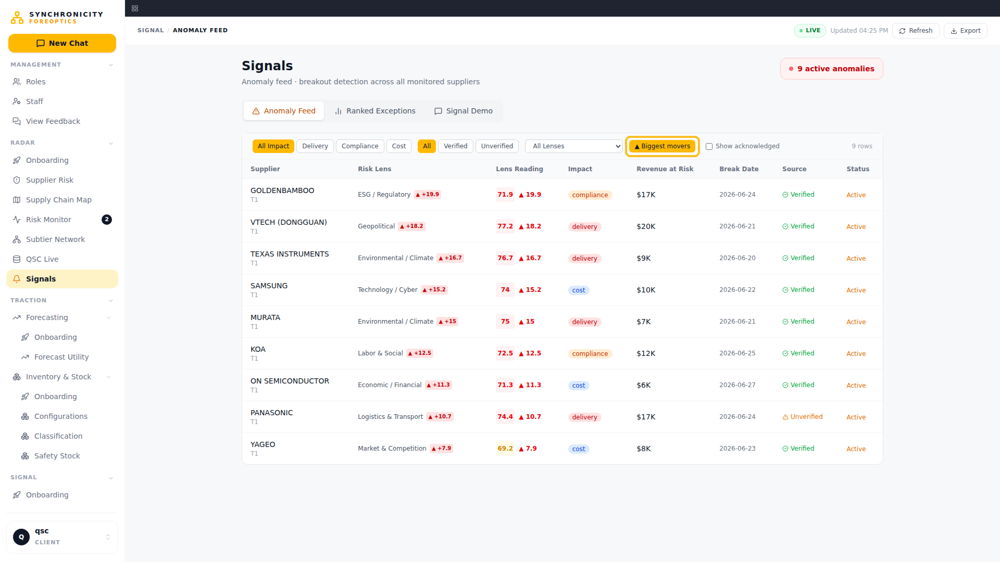 SYNCHRONICITY
FOREOPTICS
New Chat
MANAGEMENT
Roles
Staff
View Feedback
RADAR
Onboarding
Supplier Risk
Supply Chain Map
Risk Monitor 2
Subtier Network
QSC Live
Signals
TRACTION
Forecasting
Onboarding
Forecast Utility
Inventory & Stock
Onboarding
Configurations
Classification
Safety Stock
SIGNAL
Onboarding
Q qsc
CLIENT
SIGNAL / ANOMALY FEED
LIVE Updated 04:25 PM Refresh Export
Signals
Anomaly feed · breakout detection across all monitored suppliers
9 active anomalies
Anomaly Feed Ranked Exceptions Signal Demo
All Impact Delivery Compliance Cost All Verified Unverified All Lenses ▲ Biggest movers Show acknowledged 9 rows
Supplier Risk Lens Lens Reading Impact Revenue at Risk Break Date Source Status
GOLDENBAMBOO
T1
ESG / Regulatory ▲ +19.9 71.9 ▲ 19.9 compliance $17K 2026-06-24 Verified Active
VTECH (DONGGUAN)
T1
Geopolitical ▲ +18.2 77.2 ▲ 18.2 delivery $20K 2026-06-21 Verified Active
TEXAS INSTRUMENTS
T1
Environmental / Climate ▲ +16.7 76.7 ▲ 16.7 delivery $9K 2026-06-20 Verified Active
SAMSUNG
T1
Technology / Cyber ▲ +15.2 74 ▲ 15.2 cost $10K 2026-06-22 Verified Active
MURATA
T1
Environmental / Climate ▲ +15 75 ▲ 15 delivery $7K 2026-06-21 Verified Active
KOA
T1
Labor & Social ▲ +12.5 72.5 ▲ 12.5 compliance $12K 2026-06-25 Verified Active
ON SEMICONDUCTOR
T1
Economic / Financial ▲ +11.3 71.3 ▲ 11.3 cost $6K 2026-06-27 Verified Active
PANASONIC
T1
Logistics & Transport ▲ +10.7 74.4 ▲ 10.7 delivery $17K 2026-06-24 Unverified Active
YAGEO
T1
Market & Competition ▲ +7.9 69.2 ▲ 7.9 cost $8K 2026-06-23 Verified Active